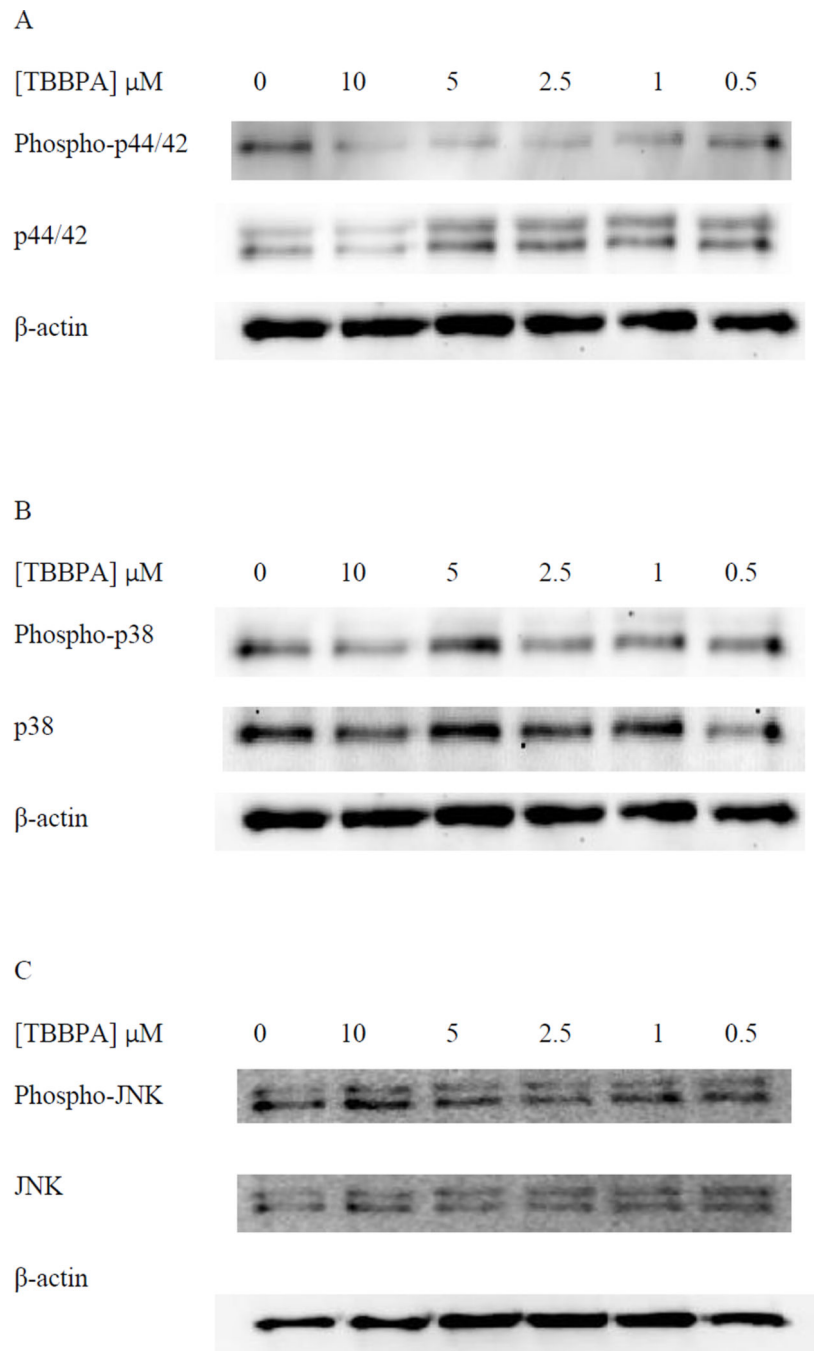 A
[TBBPA] μM 0 10 5 2.5 1 0.5
Phospho-p44/42
p44/42
β-actin
B
[TBBPA] μM 0 10 5 2.5 1 0.5
Phospho-p38
p38
β-actin
C
[TBBPA] μM 0 10 5 2.5 1 0.5
Phospho-JNK
JNK
β-actin